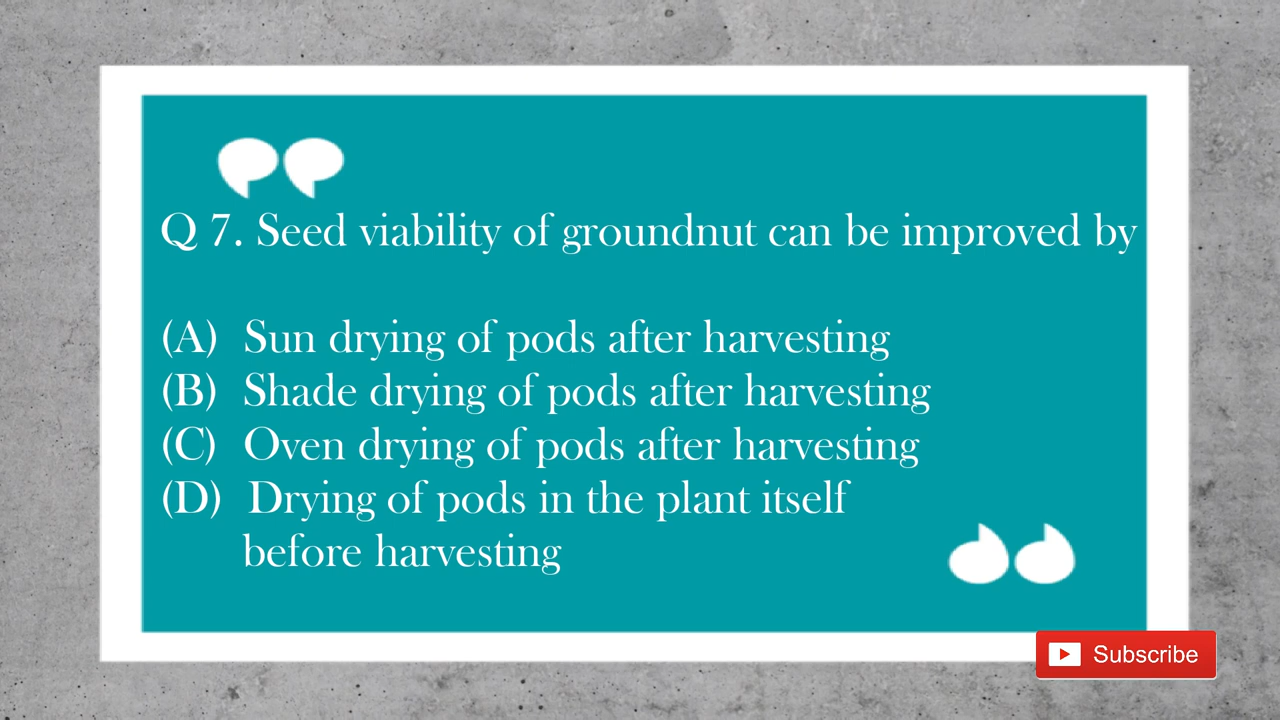 Q 7. Seed viability of groundnut can be improved by
(A) Sun drying of pods after harvesting
(B) Shade drying of pods after harvesting
(C) Oven drying of pods after harvesting
(D) Drying of pods in the plant itself
before harvesting
Subscribe